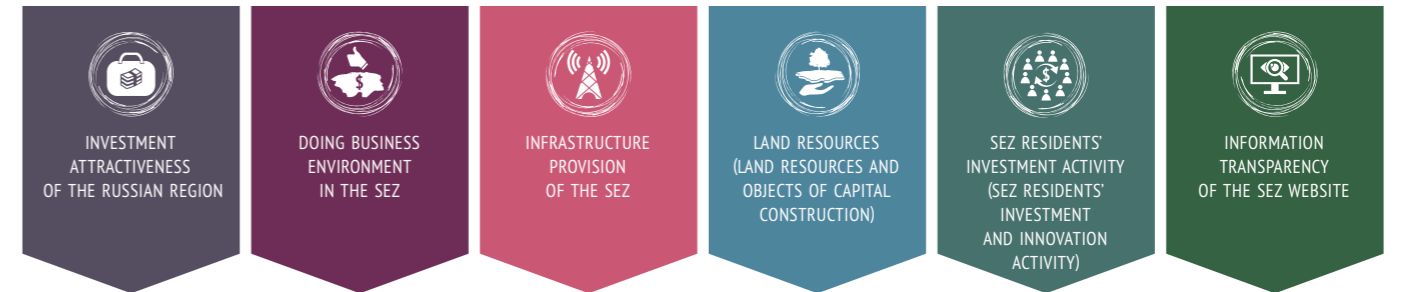 INVESTMENT
ATTRACTIVENESS
OF THE RUSSIAN REGION
DOING BUSINESS
ENVIRONMENT
IN THE SEZ
INFRASTRUCTURE
PROVISION
OF THE SEZ
LAND RESOURCES
(LAND RESOURCES AND
OBJECTS OF CAPITAL
CONSTRUCTION)
SEZ RESIDENTS’
INVESTMENT ACTIVITY
(SEZ RESIDENTS’
INVESTMENT
AND INNOVATION
ACTIVITY)
INFORMATION
TRANSPARENCY
OF THE SEZ WEBSITE